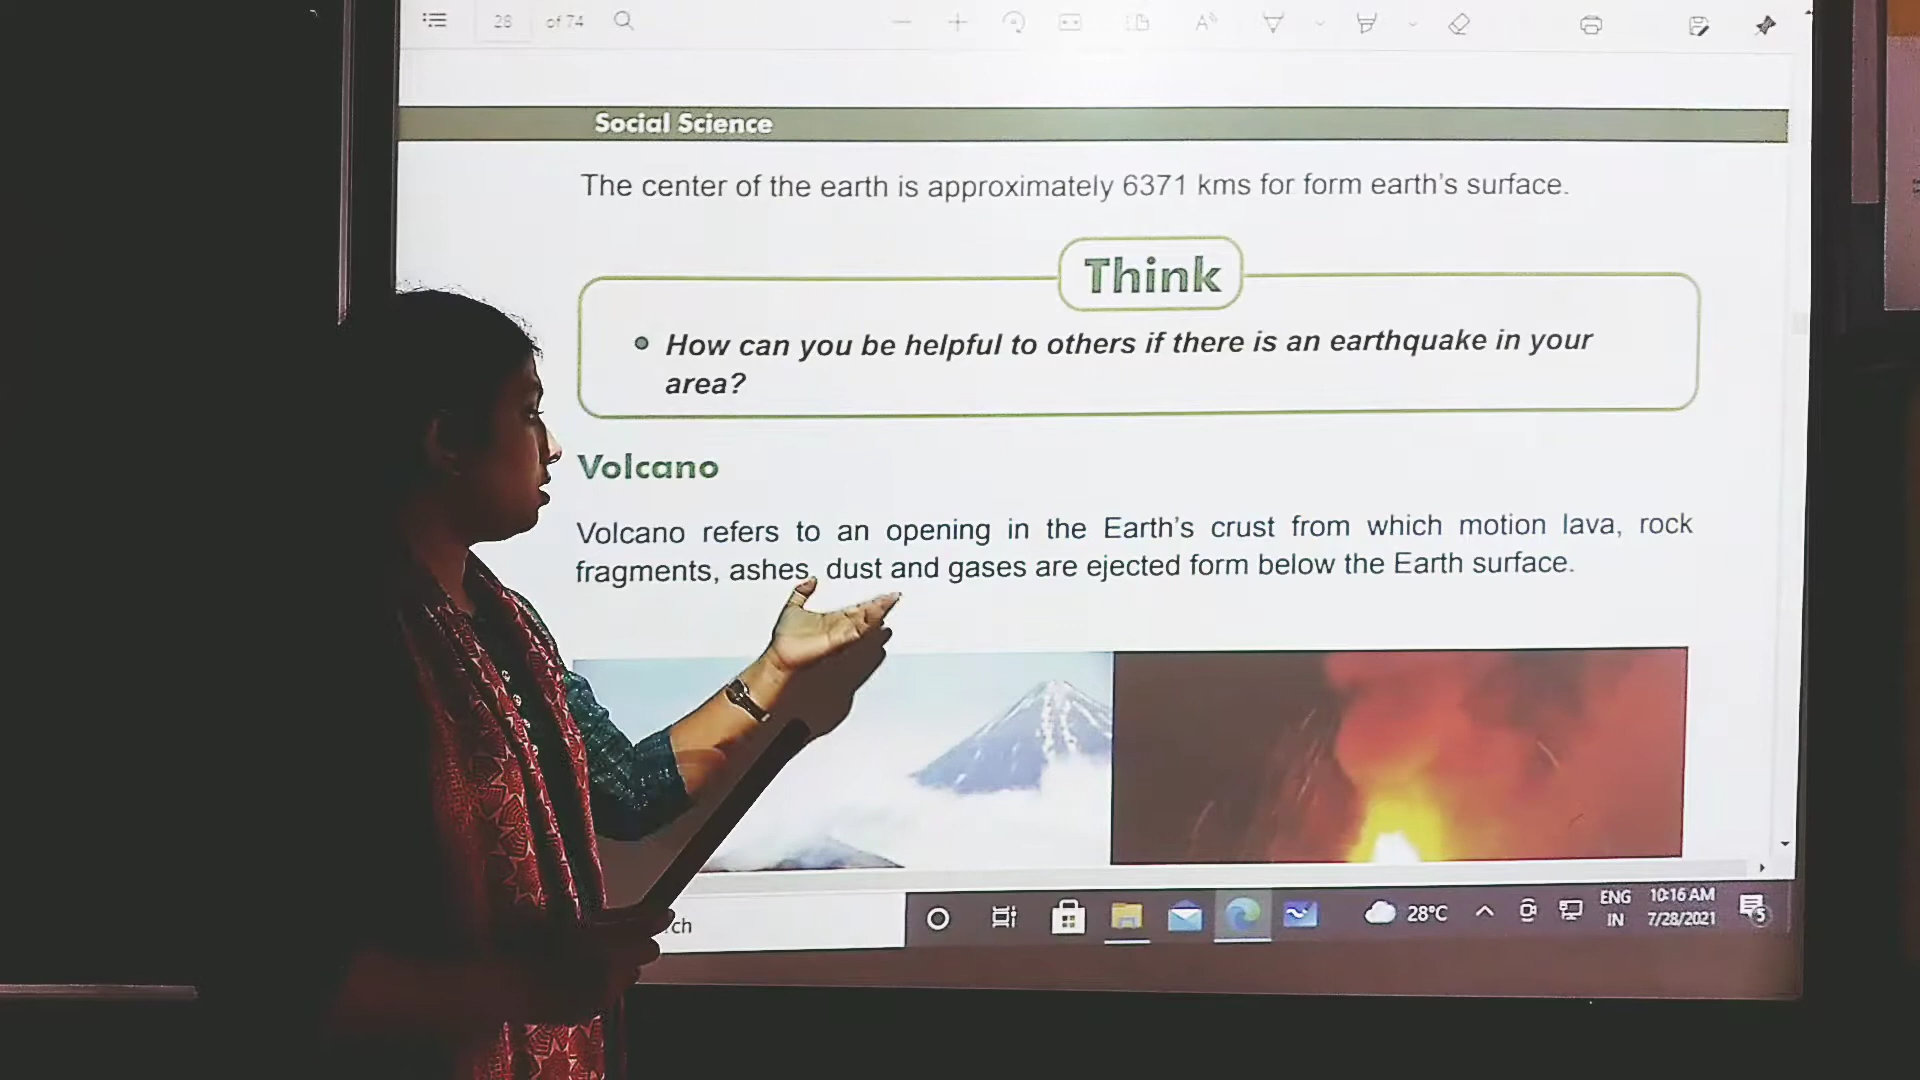 28 of 74
Social Science
The center of the earth is approximately 6371 kms for form earth's surface.
Think
How can you be helpful to others if there is an earthquake in your
area?
Volcano
Volcano refers to an opening in the Earth's crust from which motion lava, rock
fragments, ashes, dust and gases are ejected form below the Earth surface.
ch
28°C
ENG
IN
10:16 AM
7/28/2021
5